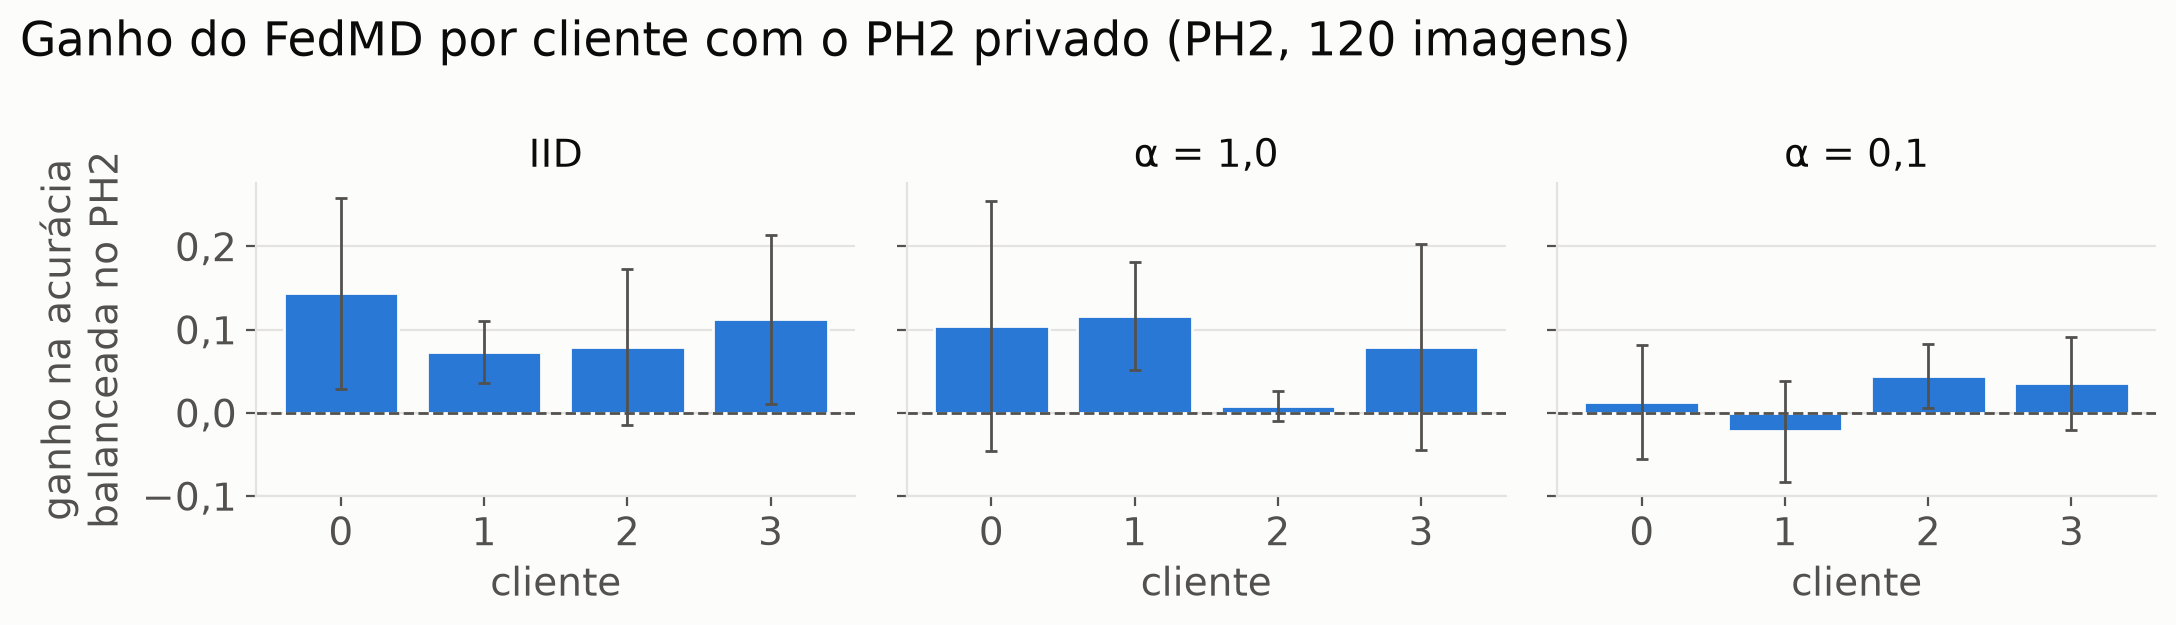 Ganho do FedMD por cliente com o PH2 privado (PH2, 120 imagens)
ganho na acurácia
balanceada no PH2
IID
α = 1,0
α = 0,1
0,2
0,1
0,0
−0,1
0 1 2 3
0 1 2 3
0 1 2 3
cliente
cliente
cliente